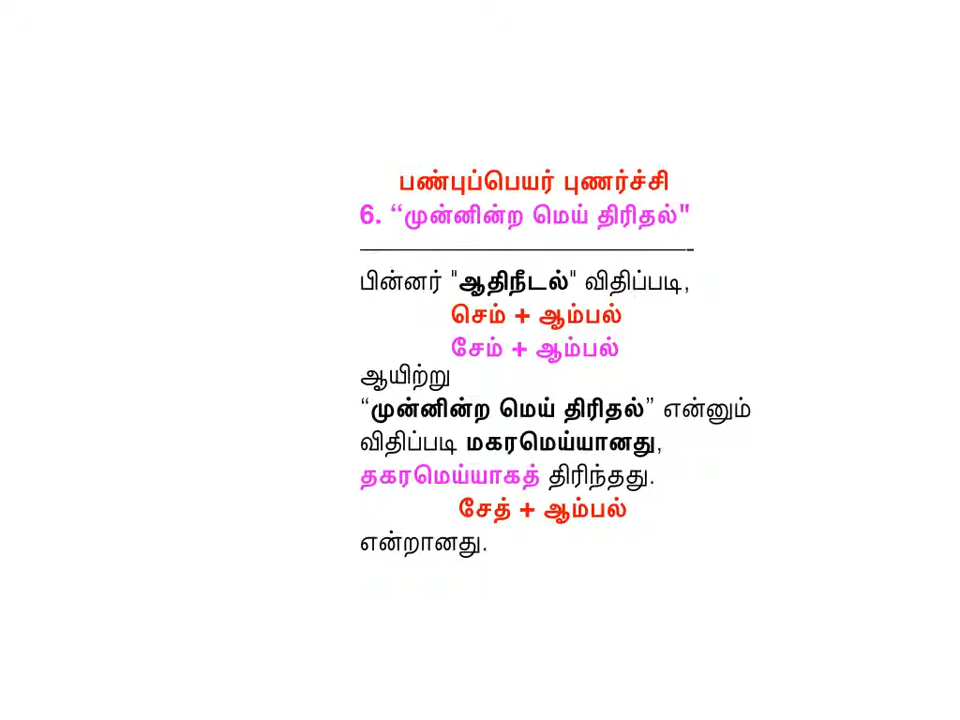 பண்புப்பெயர் புணர்ச்சி
6. “முன்னின்ற மெய் திரிதல்"
பின்னர் "ஆதிநீடல்" விதிப்படி,
செம் + ஆம்பல்
சேம் + ஆம்பல்
ஆயிற்று
“முன்னின்ற மெய் திரிதல்” என்னும்
விதிப்படி மகரமெய்யானது,
தகரமெய்யாகத் திரிந்தது.
சேத் + ஆம்பல்
என்றானது.